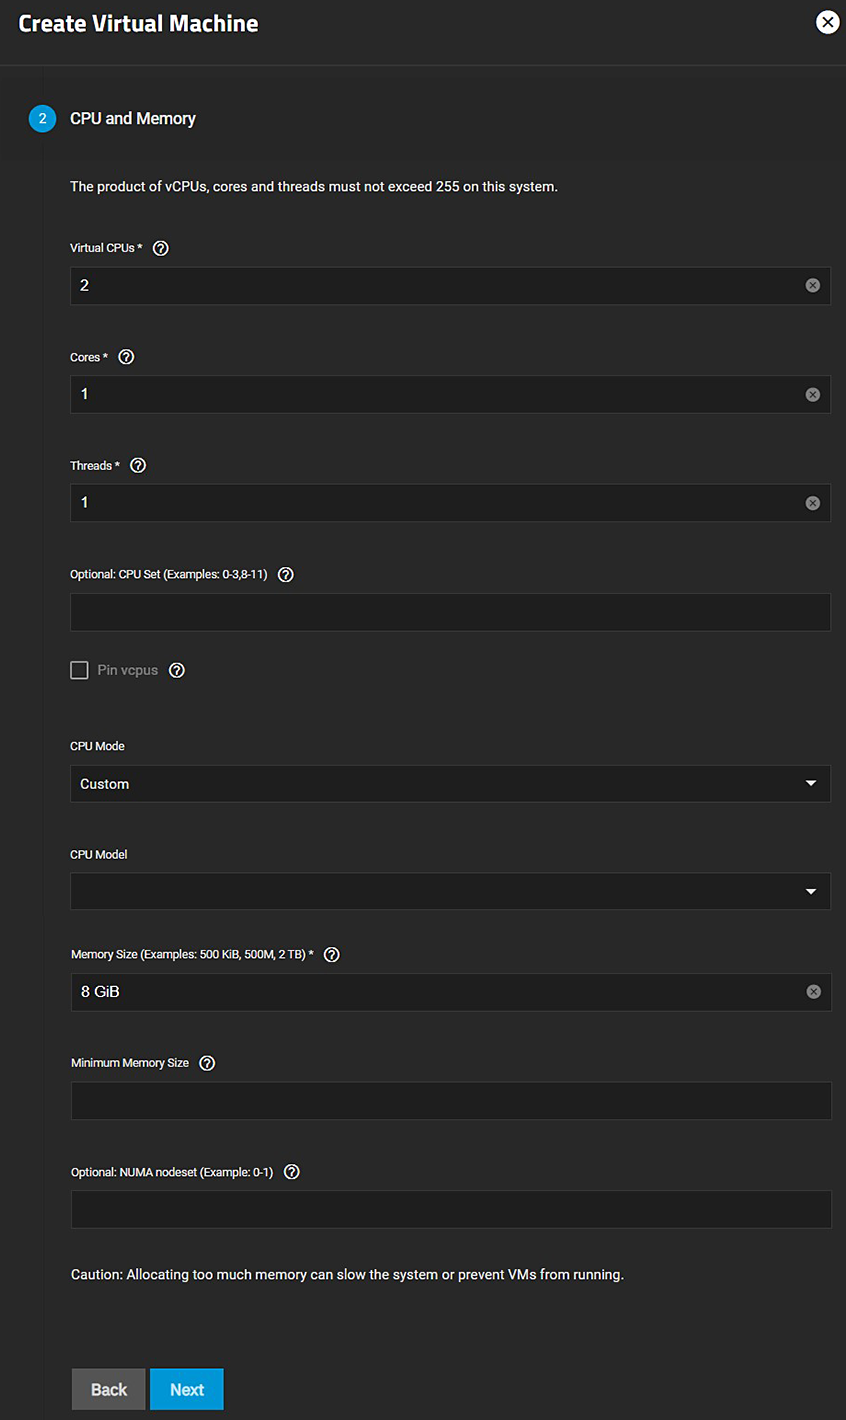 Create Virtual Machine
2 CPU and Memory
The product of vCPUs, cores and threads must not exceed 255 on this system.
Virtual CPUs *
2
Cores *
1
Threads *
1
Optional: CPU Set (Examples: 0-3,8-11)
Pin vcpus
CPU Mode
Custom
CPU Model
Memory Size (Examples: 500 KiB, 500M, 2 TB) *
8 GiB
Minimum Memory Size
Optional: NUMA nodeset (Example: 0-1)
Caution: Allocating too much memory can slow the system or prevent VMs from running.
Back Next